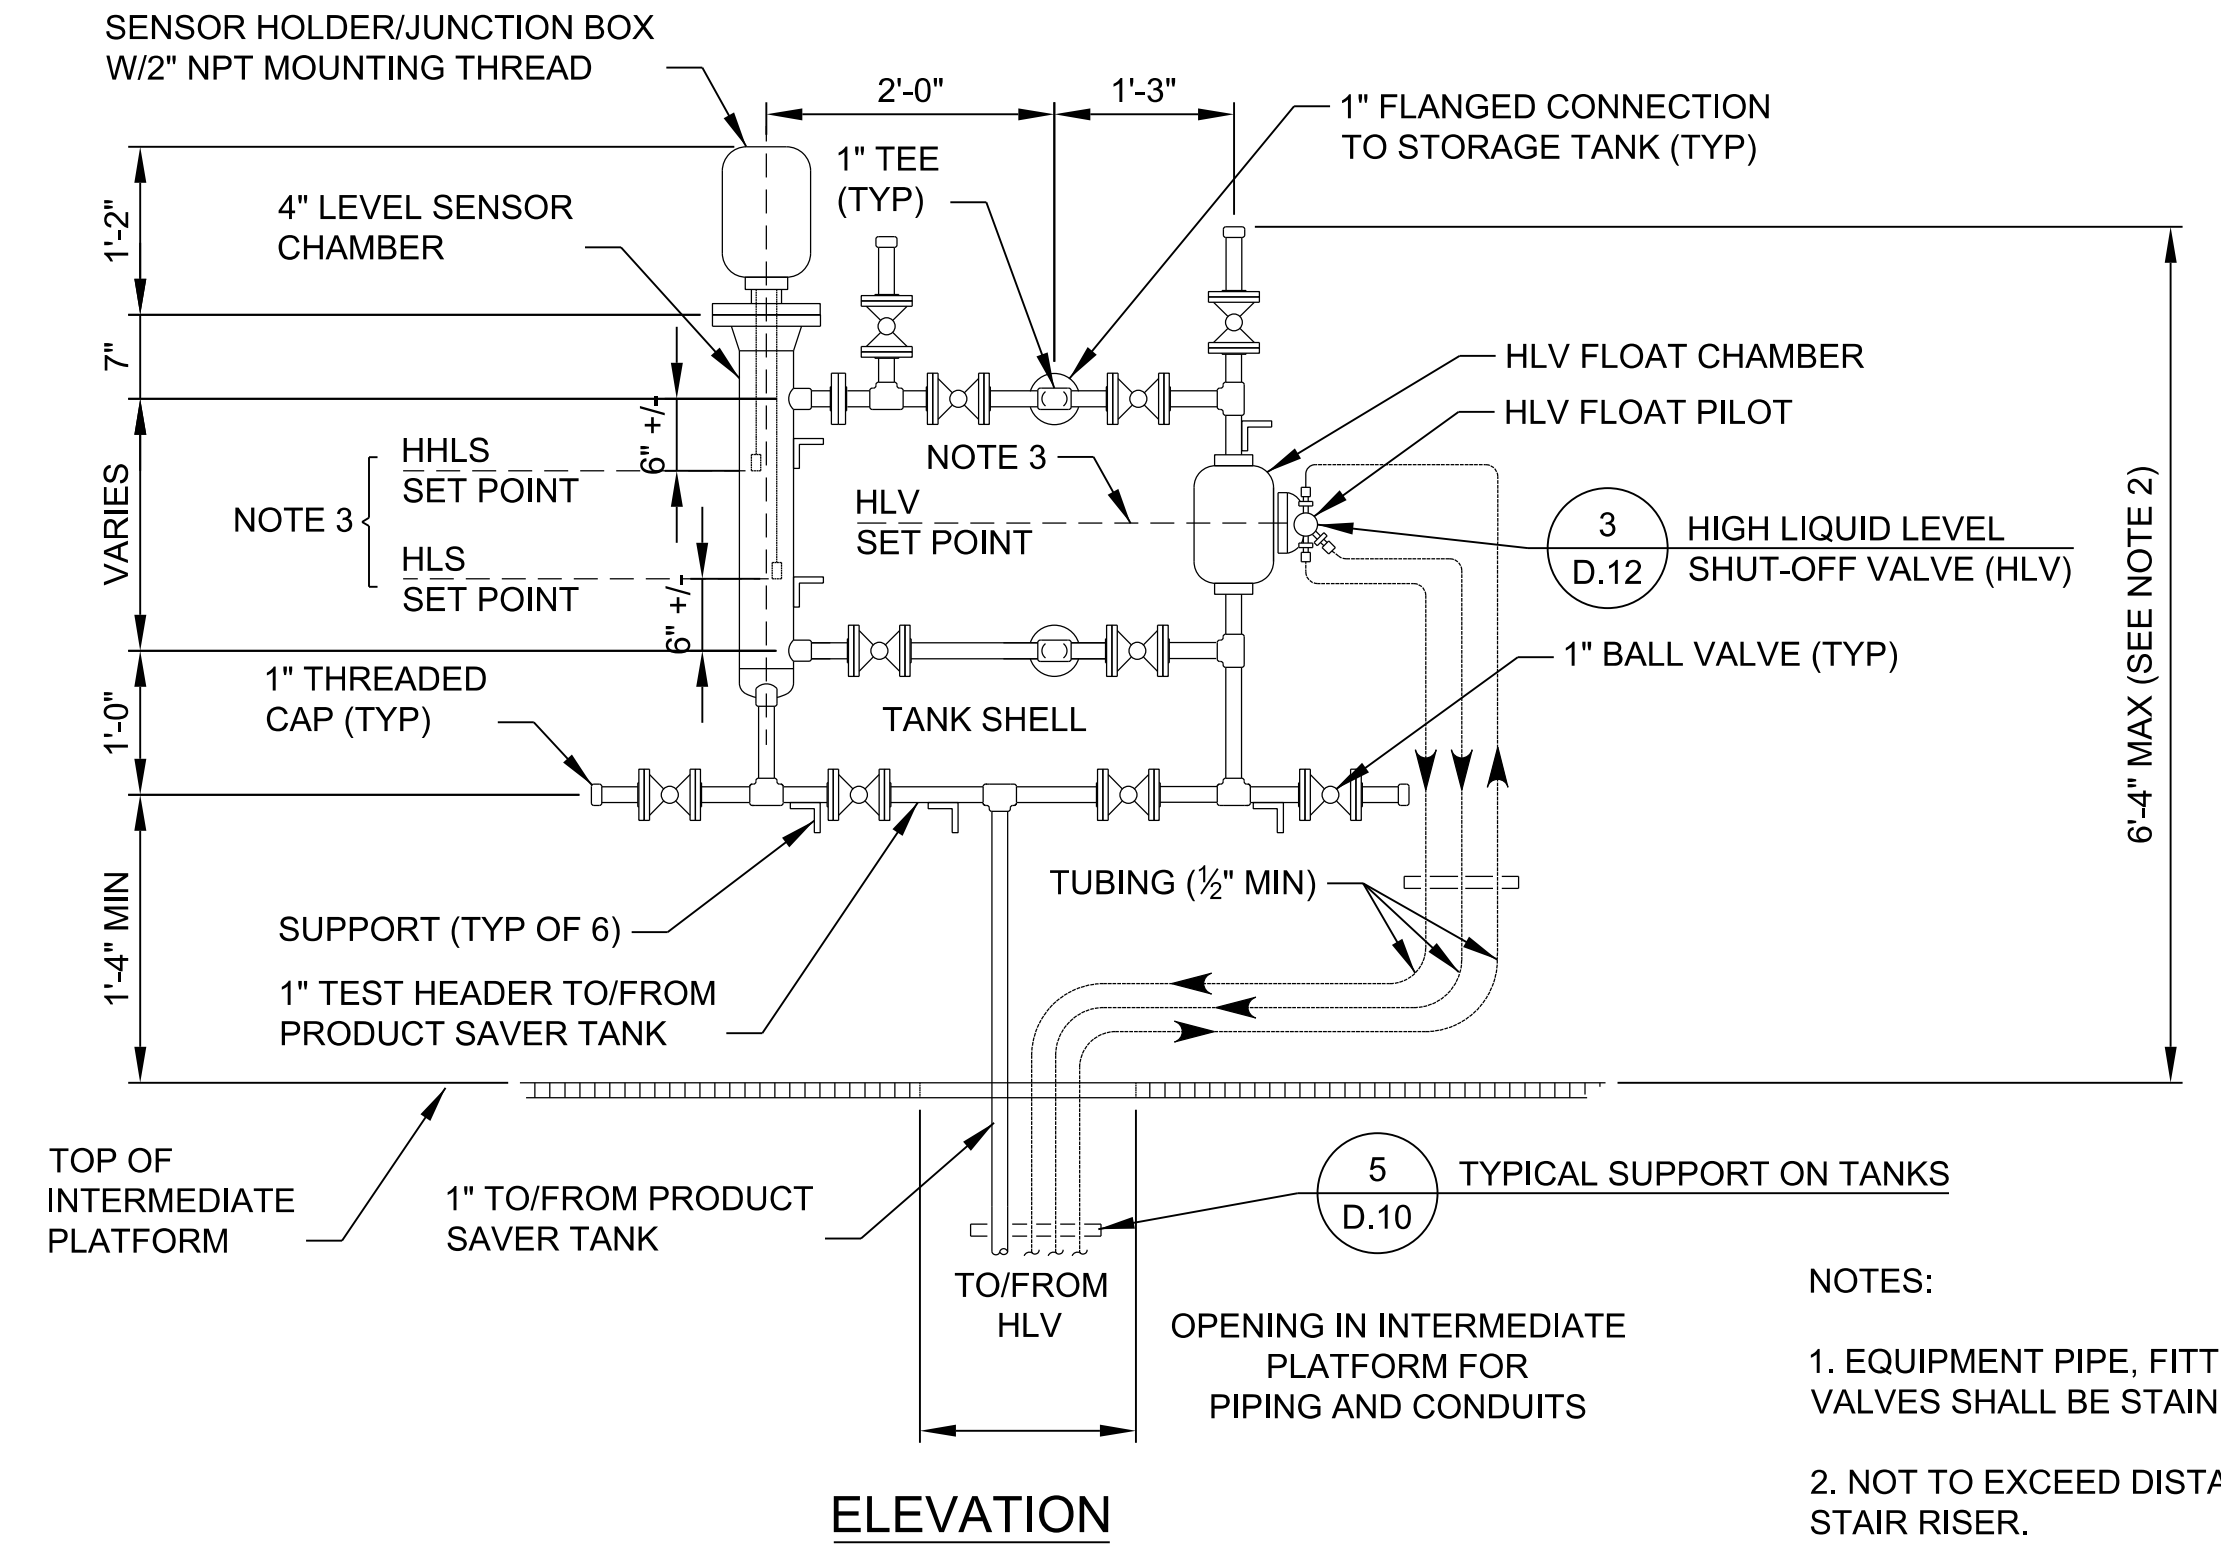 SENSOR HOLDER/JUNCTION BOX
W/2" NPT MOUNTING THREAD
2'-0"
1'-3"
1" FLANGED CONNECTION
TO STORAGE TANK (TYP)
1" TEE
(TYP)
4" LEVEL SENSOR
CHAMBER
1'-2"
7"
VARIES
1'-0"
1'-4" MIN
6" +/-
6" +/-
HHLS
SET POINT
NOTE 3
HLS
SET POINT
NOTE 3
HLV
SET POINT
HLV FLOAT CHAMBER
HLV FLOAT PILOT
3
D.12
HIGH LIQUID LEVEL
SHUT-OFF VALVE (HLV)
6'-4" MAX (SEE NOTE 2)
1" BALL VALVE (TYP)
1" THREADED
CAP (TYP)
TANK SHELL
TUBING (½" MIN)
SUPPORT (TYP OF 6)
1" TEST HEADER TO/FROM
PRODUCT SAVER TANK
TOP OF
INTERMEDIATE
PLATFORM
1" TO/FROM PRODUCT
SAVER TANK
5
D.10
TYPICAL SUPPORT ON TANKS
TO/FROM
HLV
OPENING IN INTERMEDIATE
PLATFORM FOR
PIPING AND CONDUITS
ELEVATION
NOTES:
1. EQUIPMENT PIPE, FITT
VALVES SHALL BE STAIN
2. NOT TO EXCEED DISTA
STAIR RISER.